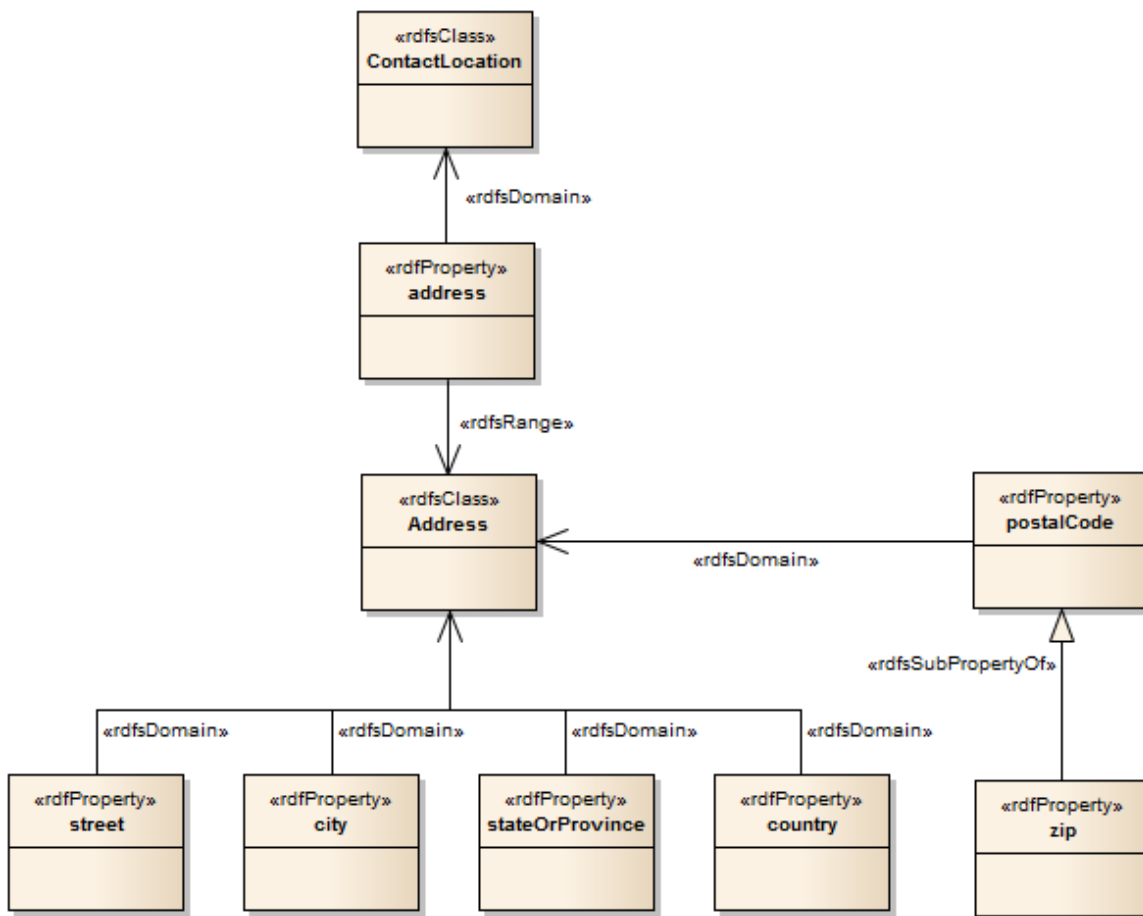 «rdfsClass»
ContactLocation
«rdfsDomain»
«rdfProperty»
address
«rdfsRange»
«rdfsClass»
Address
«rdfProperty»
postalCode
«rdfsDomain»
«rdfsSubPropertyOf»
«rdfsDomain» «rdfsDomain» «rdfsDomain» «rdfsDomain»
«rdfProperty» «rdfProperty» «rdfProperty» «rdfProperty» «rdfProperty»
street city stateOrProvince country zip